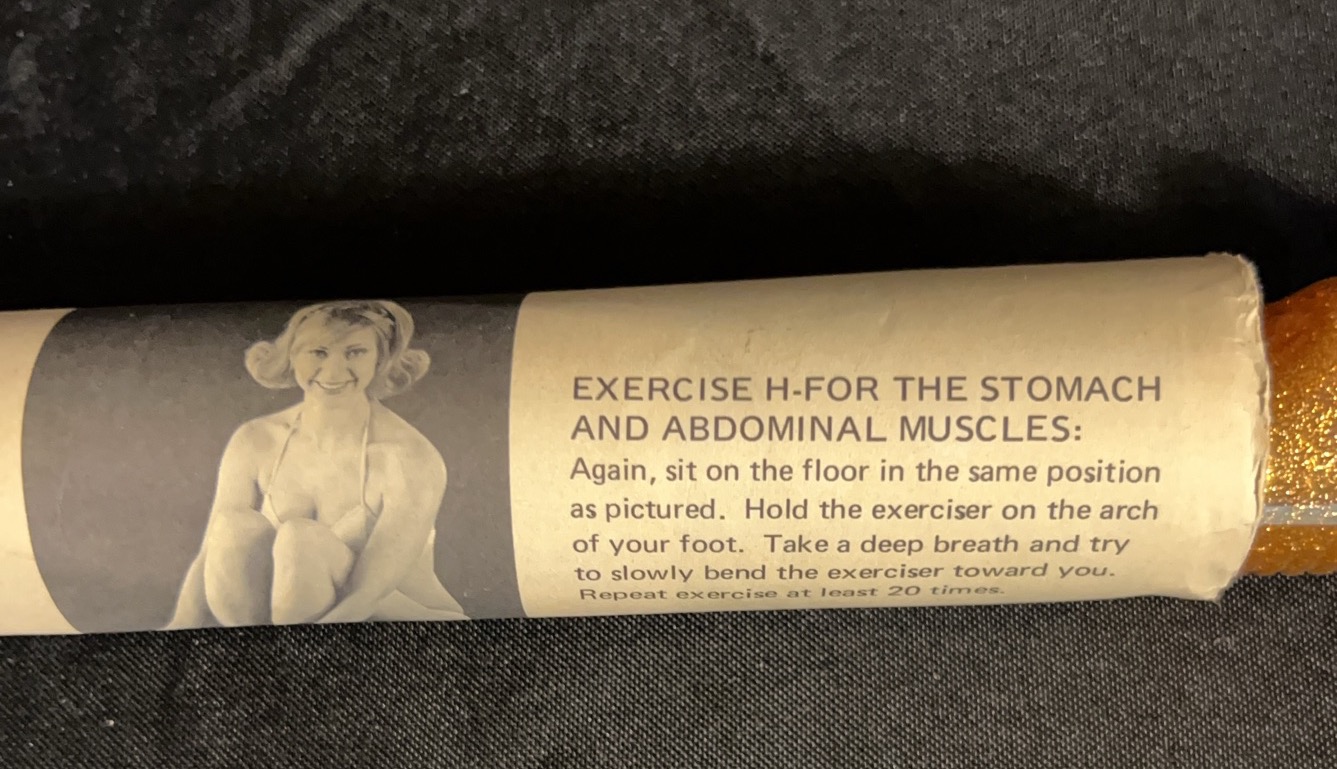 EXERCISE H-FOR THE STOMACH
AND ABDOMINAL MUSCLES:
Again, sit on the floor in the same position
as pictured. Hold the exerciser on the arch
of your foot. Take a deep breath and try
to slowly bend the exerciser toward you.
Repeat exercise at least 20 times.